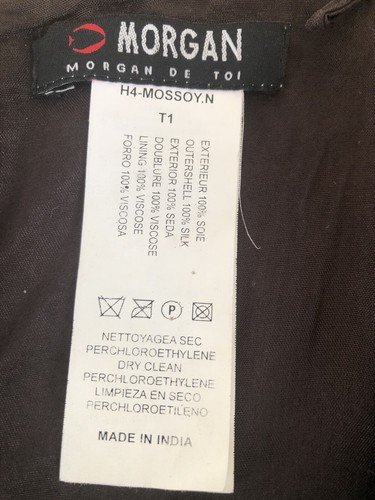 MORGAN
MORGAN DE TOI
H4-MOSSOY.N
T1
EXTERIEUR 100% SOIE
OUTERSHELL 100% SILK
EXTERIOR 100% SEDA
DOUBLURE 100% VISCOSE
LINING 100% VISCOSE
FORRO 100% VISCOSA
P
NETTOYAGEA SEC
PERCHLOROETHYLENE
DRY CLEAN
PERCHLOROETHYLENE
LIMPIEZA EN SECO
PERCHLOROETILENO
MADE IN INDIA